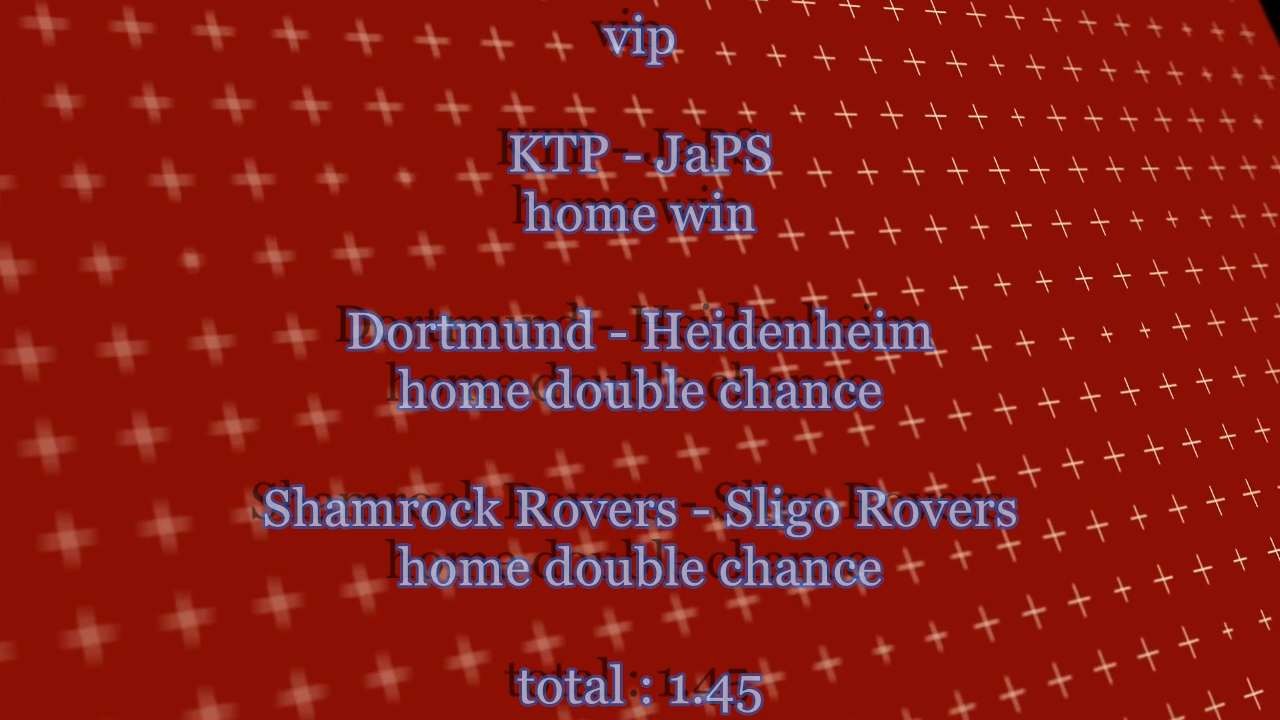 vip
KTP - JaPS
home win
Dortmund - Heidenheim
home double chance
Shamrock Rovers - Sligo Rovers
home double chance
total : 1.45